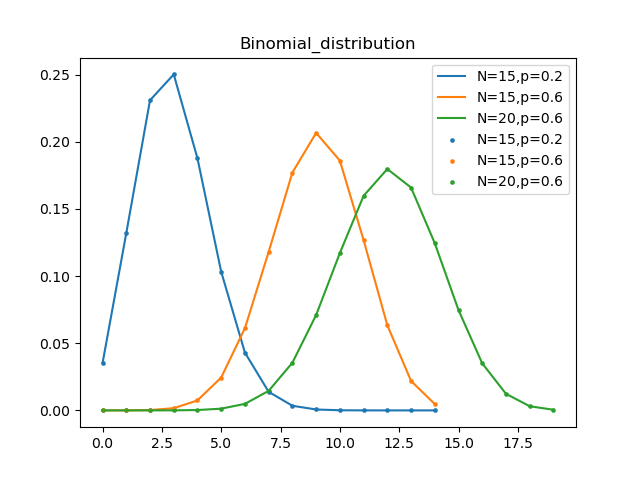 Binomial_distribution
0.25
0.20
0.15
0.10
0.05
0.00
N=15,p=0.2
N=15,p=0.6
N=20,p=0.6
N=15,p=0.2
N=15,p=0.6
N=20,p=0.6
0.0 2.5 5.0 7.5 10.0 12.5 15.0 17.5